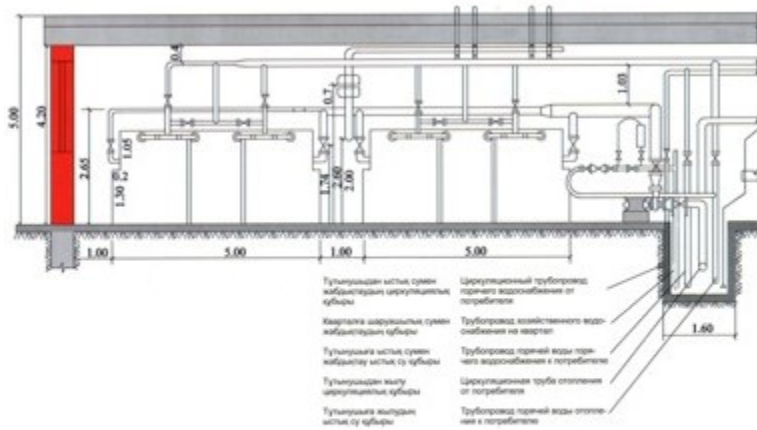 5.00
4.20
2.65
0.4
1.05
0.2
1.30
0.7
1.74
2.60
2.00
1.03
1.00
5.00
1.00
5.00
1.60
Тұтынушыдан ыстық сумен
жабдықтаудың циркуляциялық
құбыры
Кварталға шаруашылық сумен
жабдықтаудың құбыры
Тұтынушыға ыстық сумен
жабдықтау ыстық су құбыры
Тұтынушыдан жылу
циркуляциялық құбыры
Тұтынушыға жылудың
ыстық су құбыры
Циркуляционный трубопровод
горячего водоснабжения от
потребителя
Трубопровод хозяйственного водо-
снабжения на квартал
Трубопровод горячей воды горя-
чего водоснабжения к потребителю
Циркуляционная труба отопления
от потребителя
Трубопровод горячей воды отопле-
ния к потребителю